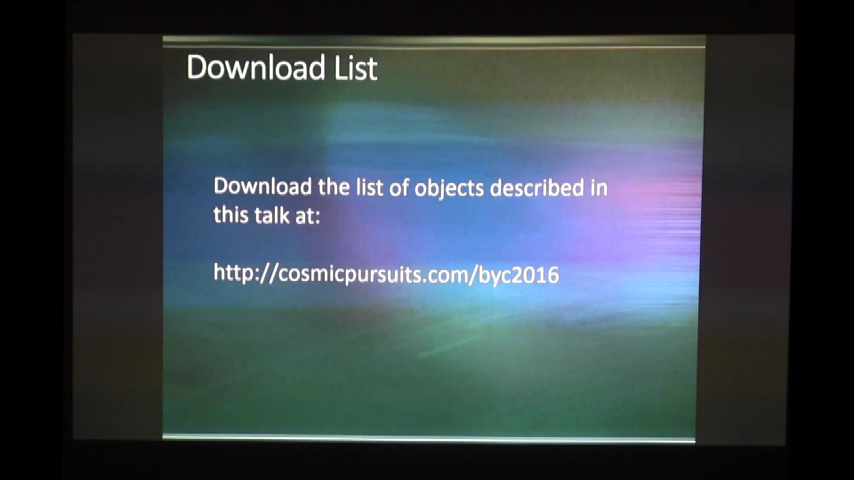 Download List
Download the list of objects described in
this talk at:
http://cosmicpursuits.com/byc2016